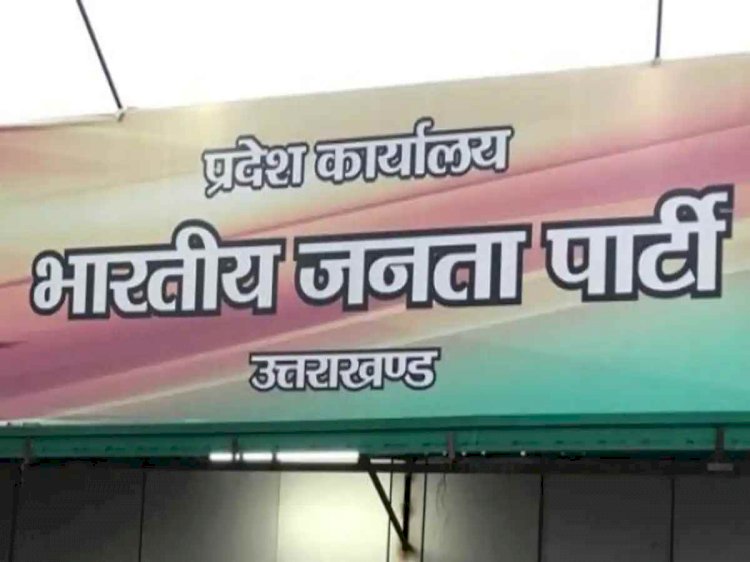 प्रदेश कार्यालय
भारतीय जनता पार्टी
उत्तराखण्ड